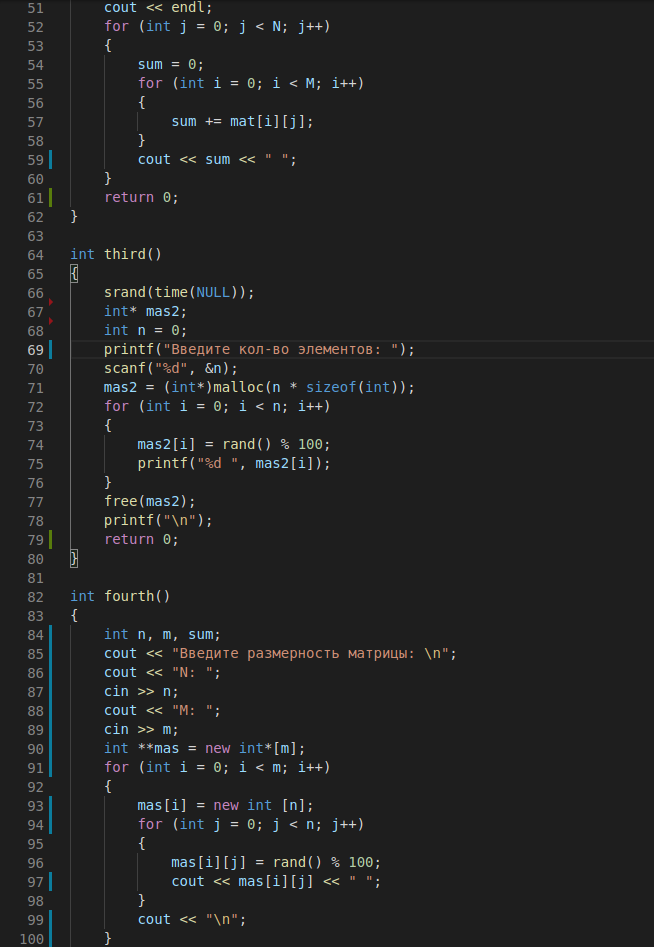 51 cout << endl;
52 for (int j = 0; j < N; j++)
53 {
54 sum = 0;
55 for (int i = 0; i < M; i++)
56 {
57 sum += mat[i][j];
58 }
59 cout << sum << " ";
60 }
61 return 0;
62 }
63
64 int third()
65 {
66 srand(time(NULL));
67 int* mas2;
68 int n = 0;
69 printf("Введите кол-во элементов: ");
70 scanf("%d", &n);
71 mas2 = (int*)malloc(n * sizeof(int));
72 for (int i = 0; i < n; i++)
73 {
74 mas2[i] = rand() % 100;
75 printf("%d ", mas2[i]);
76 }
77 free(mas2);
78 printf("\n");
79 return 0;
80 }
81
82 int fourth()
83 {
84 int n, m, sum;
85 cout << "Введите размерность матрицы: \n";
86 cout << "N: ";
87 cin >> n;
88 cout << "M: ";
89 cin >> m;
90 int **mas = new int*[m];
91 for (int i = 0; i < m; i++)
92 {
93 mas[i] = new int [n];
94 for (int j = 0; j < n; j++)
95 {
96 mas[i][j] = rand() % 100;
97 cout << mas[i][j] << " ";
98 }
99 cout << "\n";
100 }